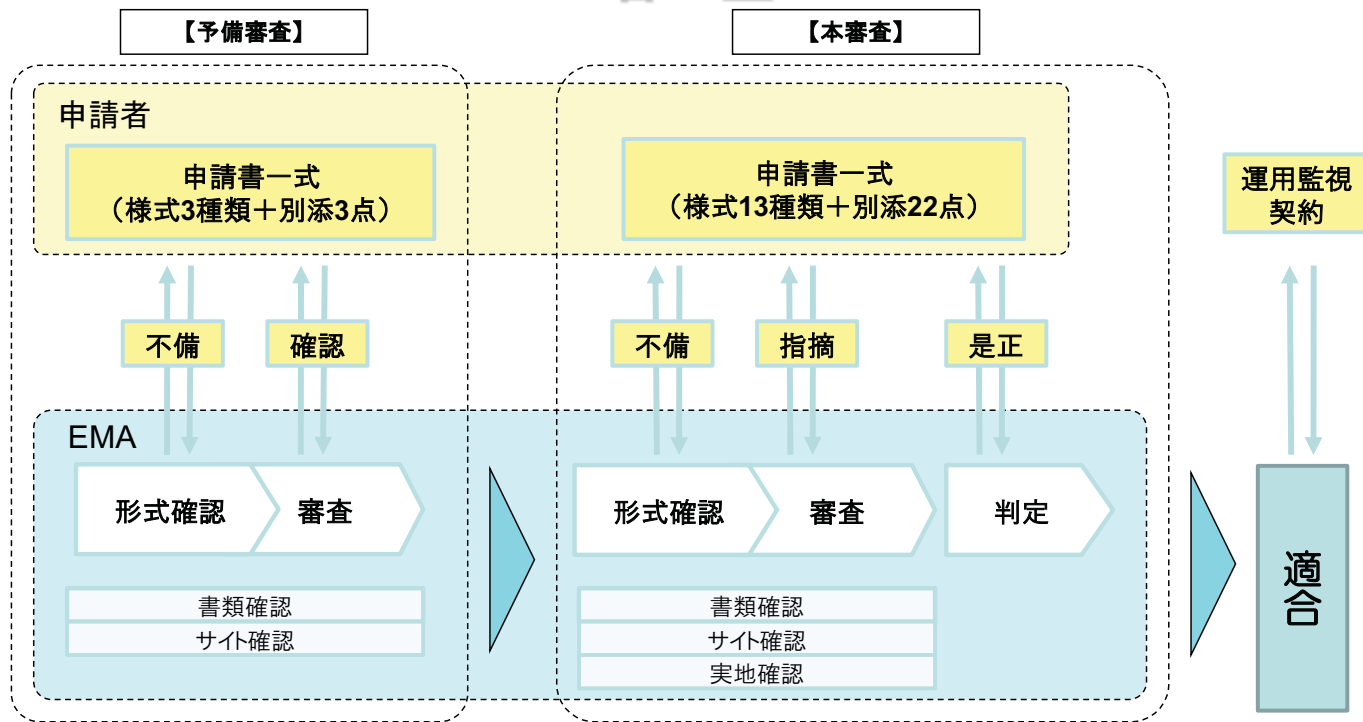 【予備審査】
【本審査】
申請者
申請書一式
(様式3種類+別添3点)
申請書一式
(様式13種類+別添22点)
運用監視
契約
不備
確認
不備
指摘
是正
EMA
形式確認
審査
形式確認
審査
判定
書類確認
サイト確認
書類確認
サイト確認
実地確認
適合